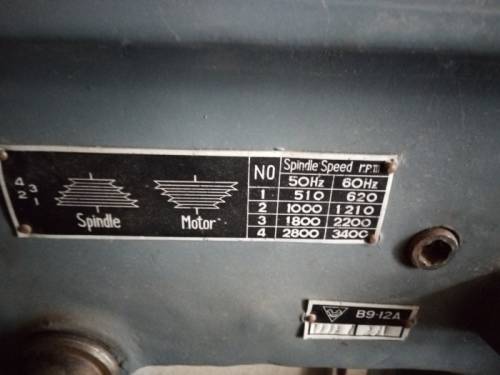 4
3
2
1
Spindle
Motor
NO Spindle Speed r.p.m
50Hz 60Hz
1 510 620
2 1000 1210
3 1800 2200
4 2800 3400
B9-12A